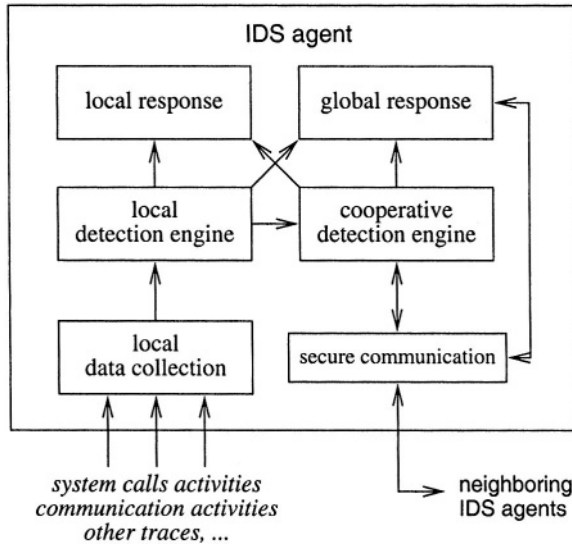 IDS agent
local response
global response
local
detection engine
cooperative
detection engine
local
data collection
secure communication
system calls activities
communication activities
other traces, ...
neighboring
IDS agents